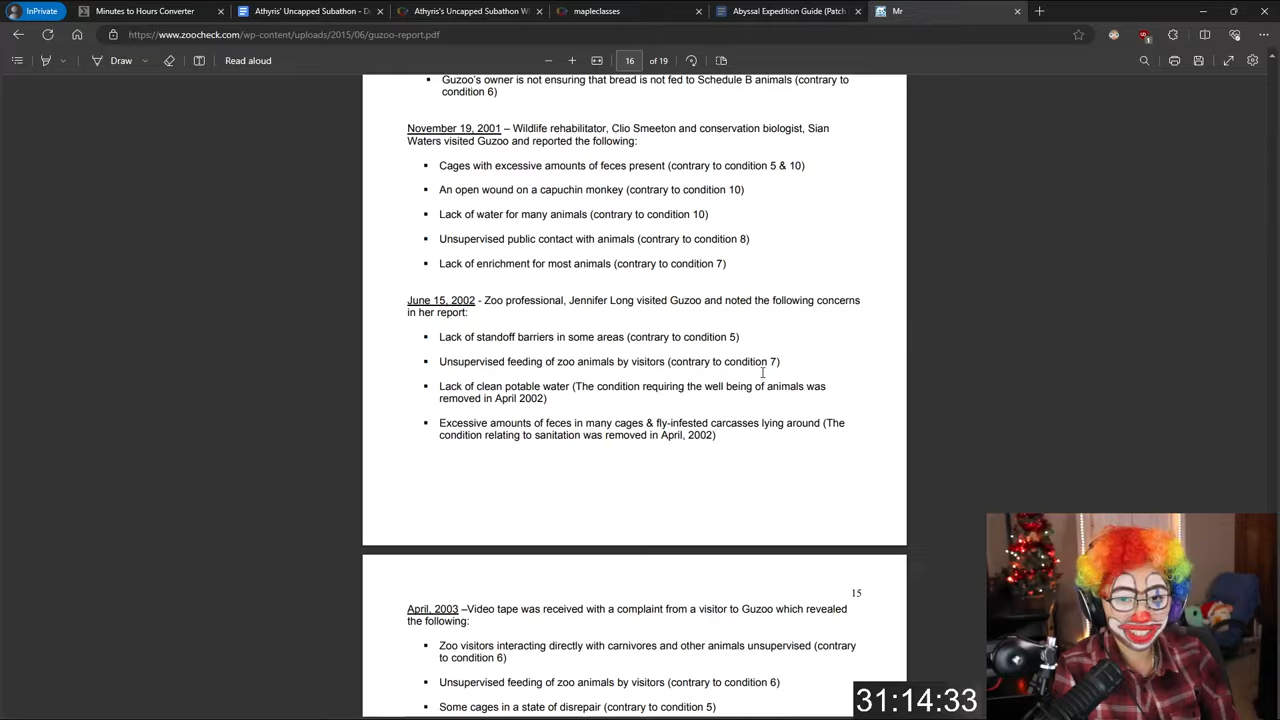 InPrivate
Minutes to Hours Converter
Athyris' Uncapped Subathon - D
Athyris's Uncapped Subathon W
mapleclasses
Abyssal Expedition Guide (Patch
Mr
https://www.zoocheck.com/wp-content/uploads/2015/06/guzoo-report.pdf
Draw
Read aloud
16 of 19
▪ Guzoo's owner is not ensuring that bread is not fed to Schedule B animals (contrary to
condition 6)
November 19, 2001 – Wildlife rehabilitator, Clio Smeeton and conservation biologist, Sian
Waters visited Guzoo and reported the following:
▪ Cages with excessive amounts of feces present (contrary to condition 5 & 10)
▪ An open wound on a capuchin monkey (contrary to condition 10)
▪ Lack of water for many animals (contrary to condition 10)
▪ Unsupervised public contact with animals (contrary to condition 8)
▪ Lack of enrichment for most animals (contrary to condition 7)
June 15, 2002 - Zoo professional, Jennifer Long visited Guzoo and noted the following concerns
in her report:
▪ Lack of standoff barriers in some areas (contrary to condition 5)
▪ Unsupervised feeding of zoo animals by visitors (contrary to condition 7)
▪ Lack of clean potable water (The condition requiring the well being of animals was
removed in April 2002)
▪ Excessive amounts of feces in many cages & fly-infested carcasses lying around (The
condition relating to sanitation was removed in April, 2002)
15
April, 2003 –Video tape was received with a complaint from a visitor to Guzoo which revealed
the following:
▪ Zoo visitors interacting directly with carnivores and other animals unsupervised (contrary
to condition 6)
▪ Unsupervised feeding of zoo animals by visitors (contrary to condition 6)
▪ Some cages in a state of disrepair (contrary to condition 5)
31:14:33